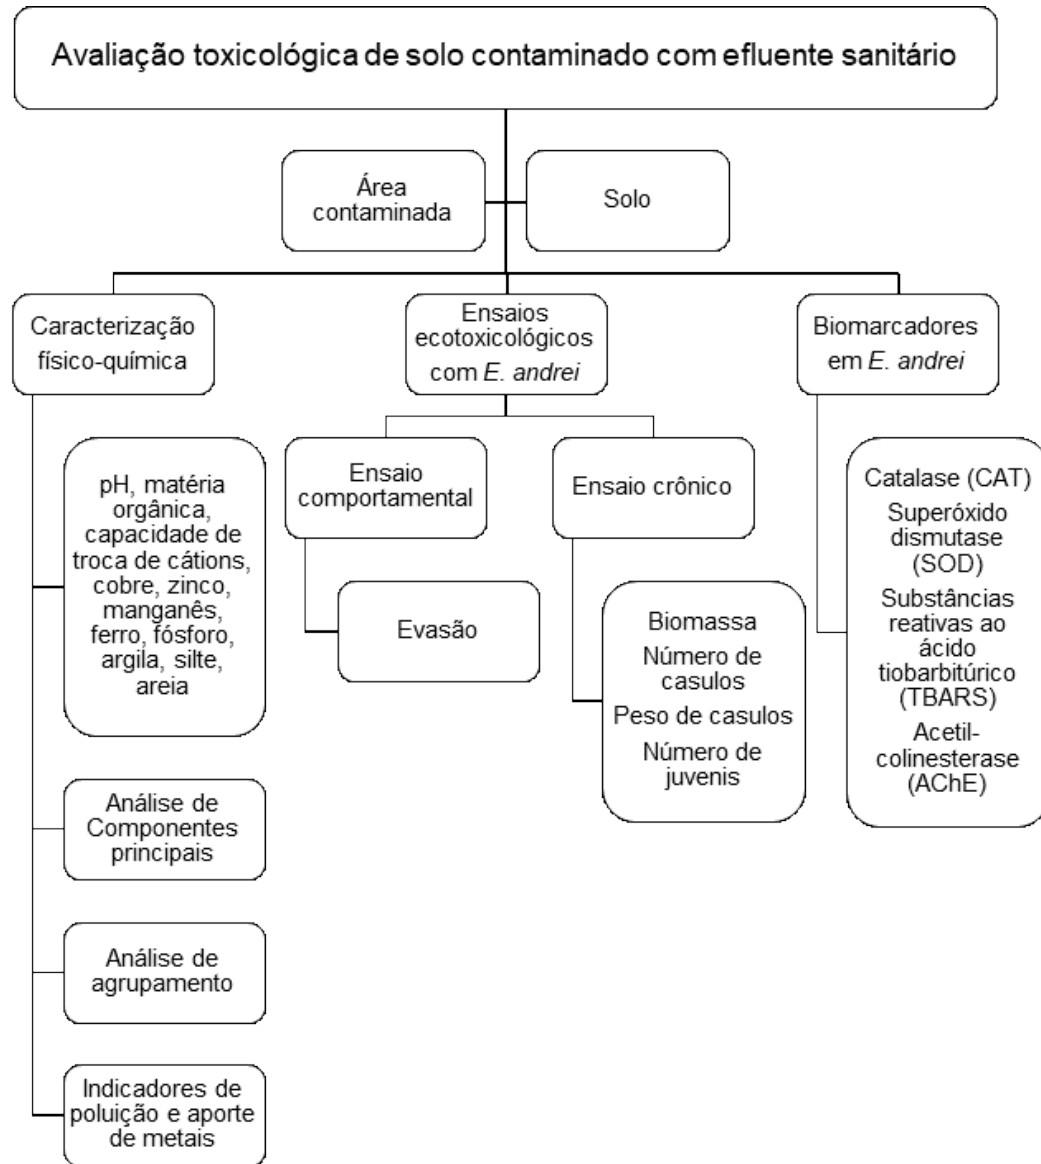 Avaliação toxicológica de solo contaminado com efluente sanitário
Área
contaminada
Solo
Caracterização
físico-química
Ensaios
ecotoxicológicos
com E. andrei
Biomarcadores
em E. andrei
pH, matéria
orgânica,
capacidade de
troca de cátions,
cobre, zinco,
manganês,
ferro, fósforo,
argila, silte,
areia
Ensaio
comportamental
Ensaio crônico
Catalase (CAT)
Superóxido
dismutase
(SOD)
Substâncias
reativas ao
ácido
tiobarbitúrico
(TBARS)
Acetil-
colinesterase
(AChE)
Evasão
Biomassa
Número de
casulos
Peso de casulos
Número de
juvenis
Análise de
Componentes
principais
Análise de
agrupamento
Indicadores de
poluição e aporte
de metais